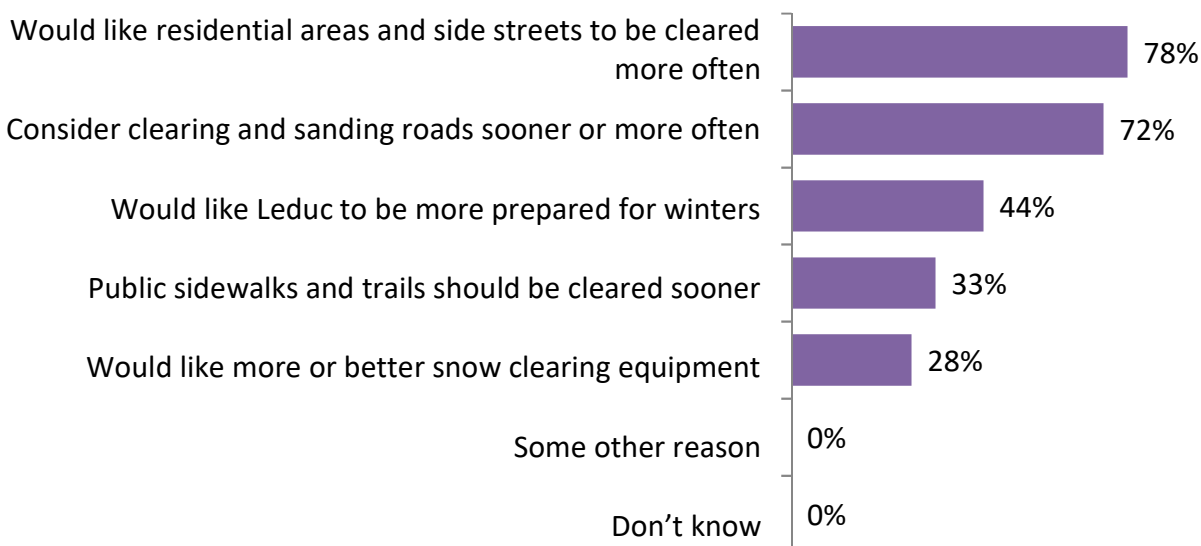 Would like residential areas and side streets to be cleared
more often
78%
Consider clearing and sanding roads sooner or more often
72%
Would like Leduc to be more prepared for winters
44%
Public sidewalks and trails should be cleared sooner
33%
Would like more or better snow clearing equipment
28%
Some other reason
0%
Don’t know
0%